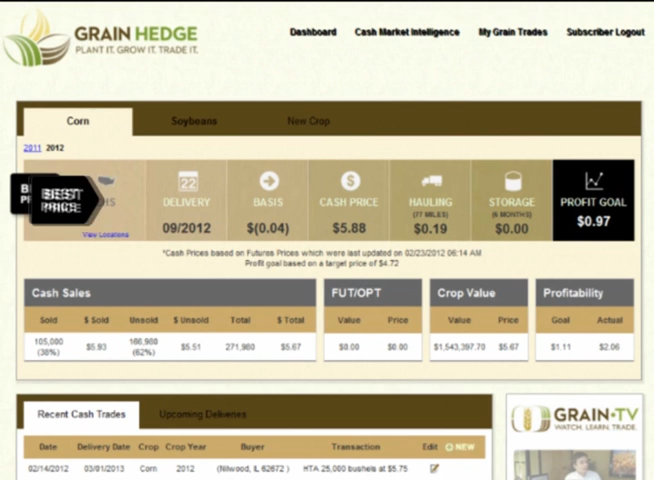 GRAIN HEDGE
PLANT IT. GROW IT. TRADE IT.
Dashboard Cash Market Intelligence My Grain Trades Subscriber Logout
Corn Soybeans New Crop
2011 2012
BEST PRICE
View Locations
DELIVERY 09/2012
BASIS $(0.04)
CASH PRICE $5.88
HAULING (77 MILES) $0.19
STORAGE (6 MONTHS) $0.00
PROFIT GOAL $0.97
*Cash Prices based on Futures Prices which were last updated on 02/23/2012 06:14 AM
Profit goal based on a target price of $4.72
Cash Sales FUT/OPT Crop Value Profitability
Sold $ Sold Unsold $ Unsold Total $ Total Value Price Value Price Goal Actual
105,000 (38%) $5.93 166,980 (62%) $5.51 271,980 $5.67 $0.00 $0.00 $1,543,397.70 $5.67 $1.11 $2.06
Recent Cash Trades Upcoming Deliveries
Date Delivery Date Crop Crop Year Buyer Transaction Edit NEW
02/14/2012 03/01/2013 Corn 2012 (Nilwood, IL 62672 ) HTA 25,000 bushels at $5.75
GRAIN TV
WATCH. LEARN. TRADE.